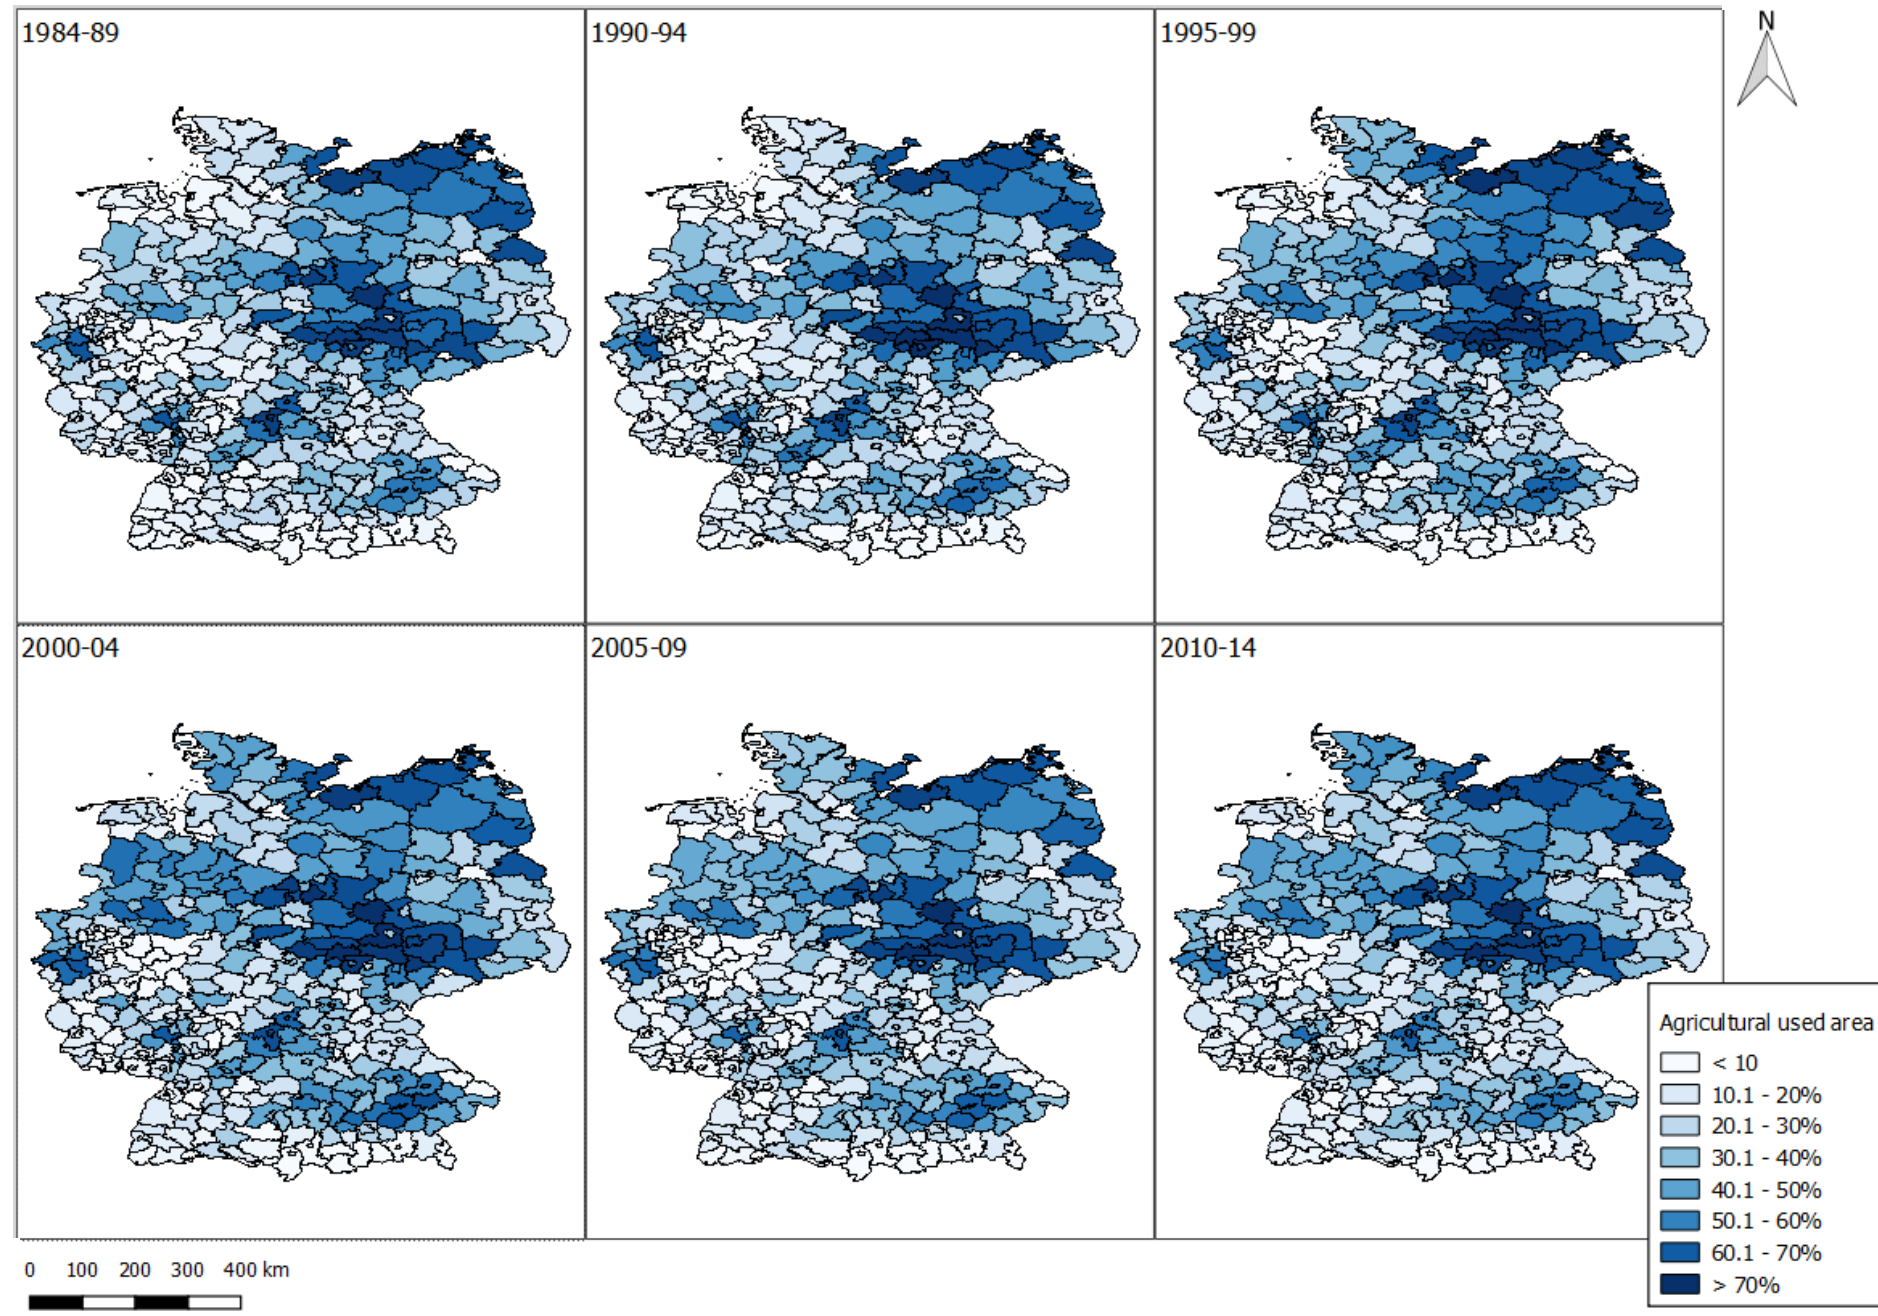 1984-89
1990-94
1995-99
N
2000-04
2005-09
2010-14
Agricultural used area
< 10
10.1 - 20%
20.1 - 30%
30.1 - 40%
40.1 - 50%
50.1 - 60%
60.1 - 70%
> 70%
0 100 200 300 400 km